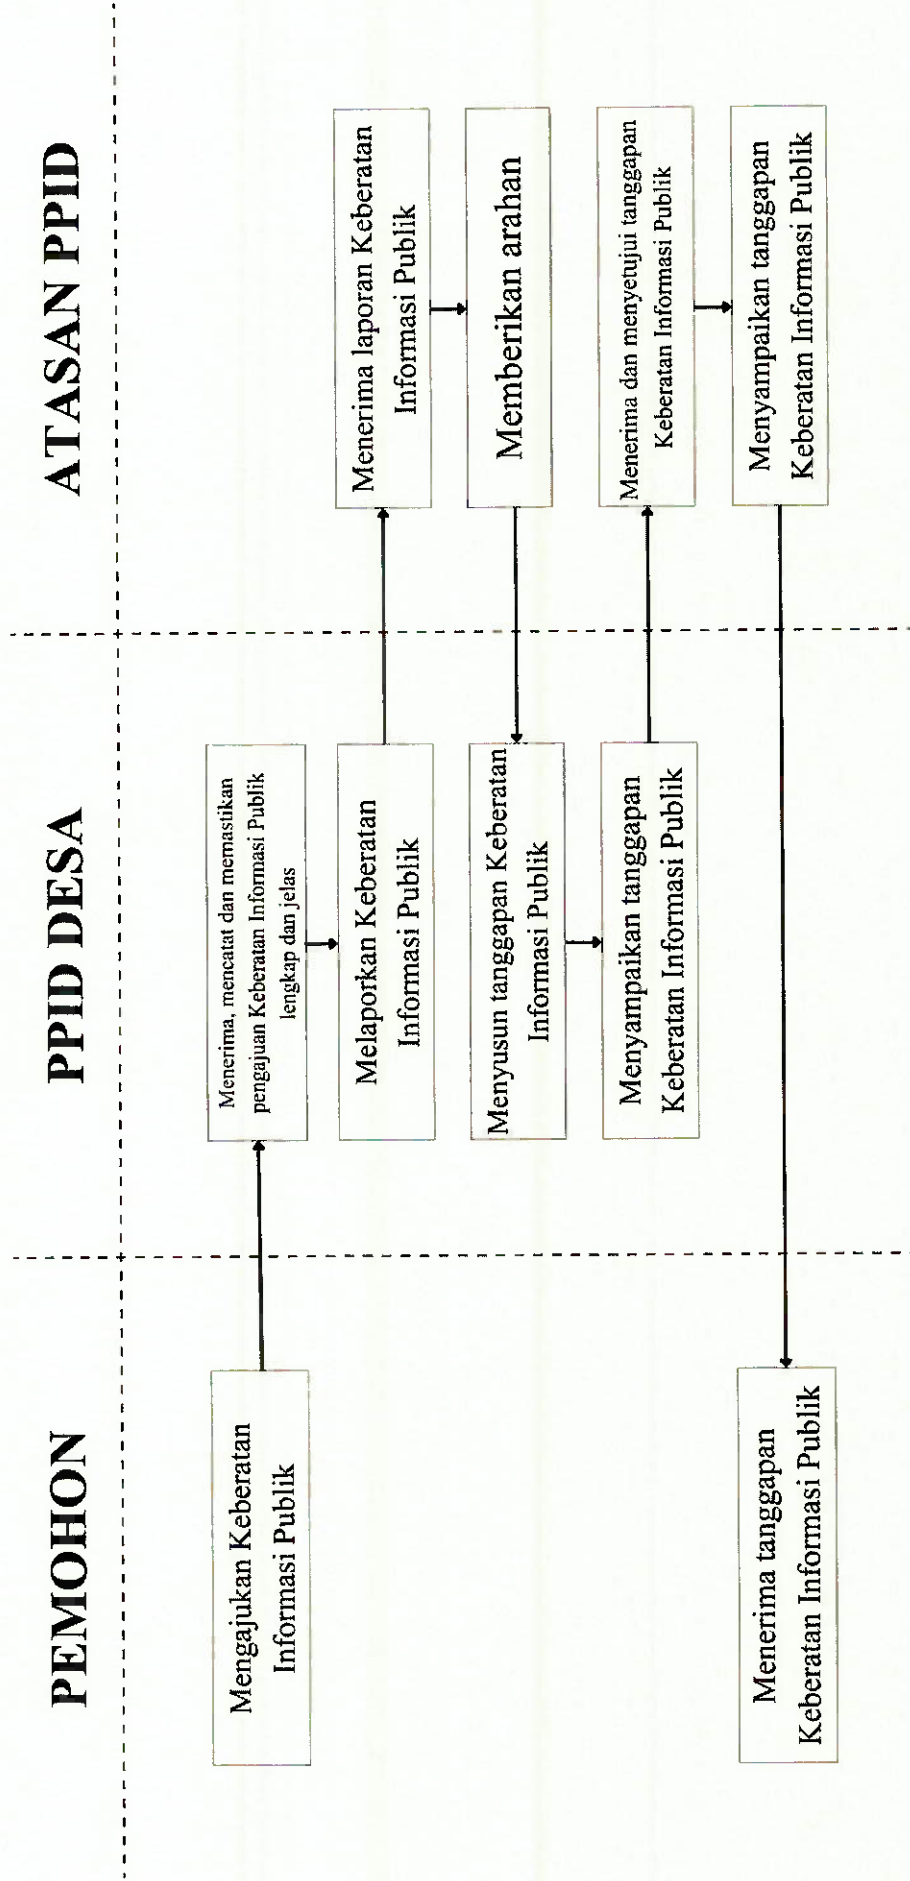 PEMOHON
PPID DESA
ATASAN PPID
Mengajukan Keberatan
Informasi Publik
Menerima, mencatat dan memastikan
pengajuan Keberatan Informasi Publik
lengkap dan jelas
Melaporkan Keberatan
Informasi Publik
Menerima laporan Keberatan
Informasi Publik
Memberikan arahan
Menyusun tanggapan Keberatan
Informasi Publik
Menyampaikan tanggapan
Keberatan Informasi Publik
Menerima dan menyetujui tanggapan
Keberatan Informasi Publik
Menyampaikan tanggapan
Keberatan Informasi Publik
Menerima tanggapan
Keberatan Informasi Publik